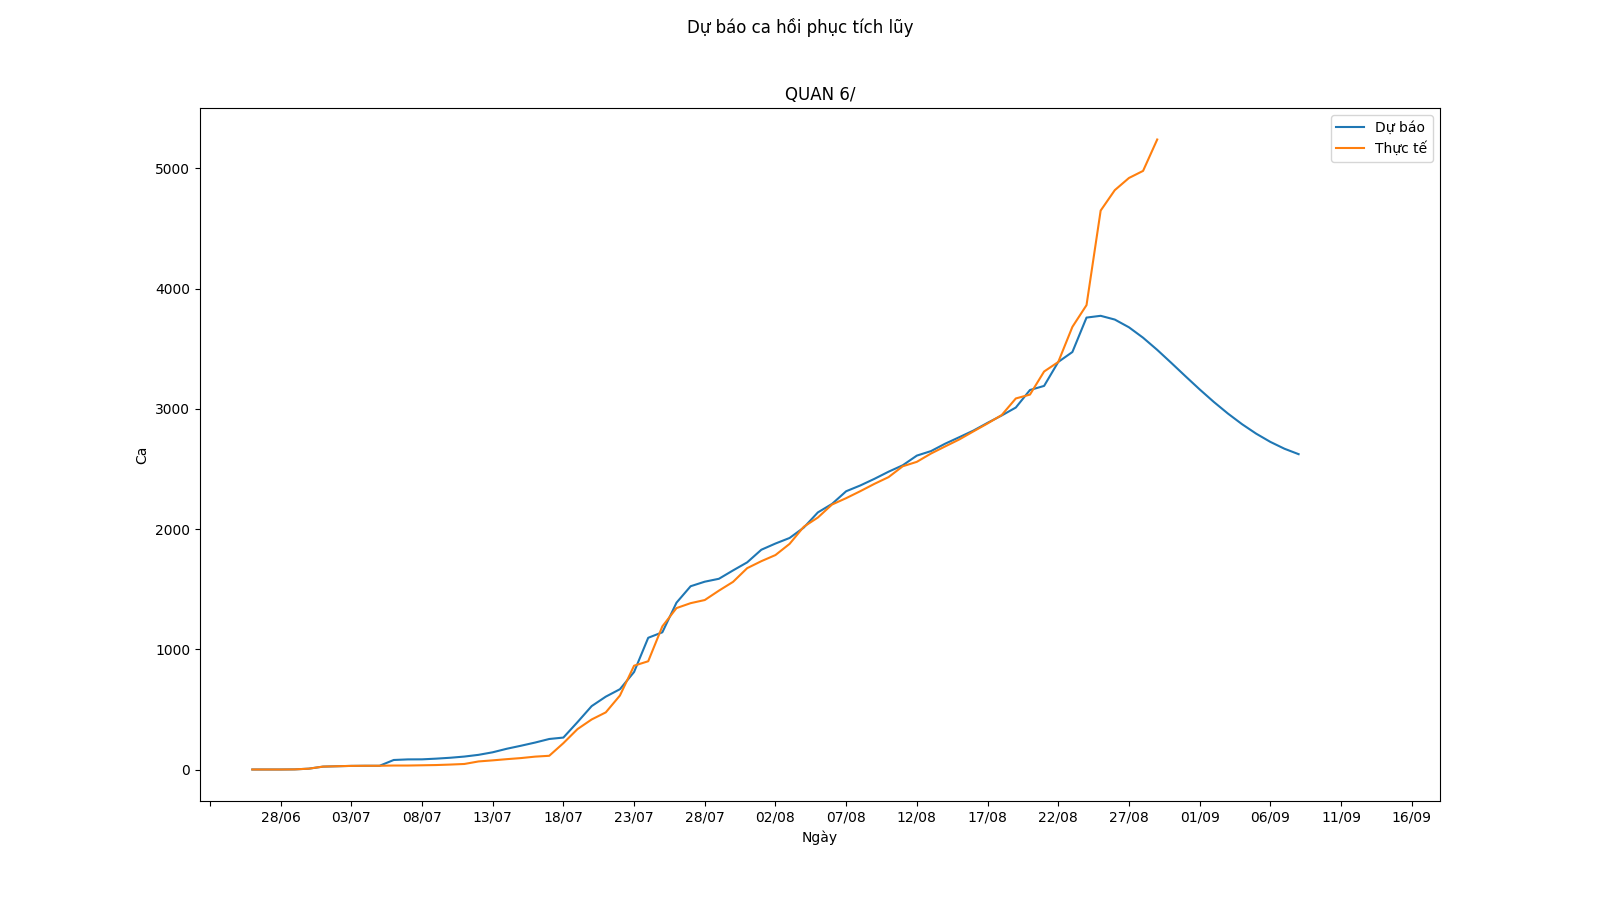 Dự báo ca hồi phục tích lũy
QUAN 6/
Dự báo
Thực tế
5000
4000
3000
2000
1000
0
Ca
28/06 03/07 08/07 13/07 18/07 23/07 28/07 02/08 07/08 12/08 17/08 22/08 27/08 01/09 06/09 11/09 16/09
Ngày